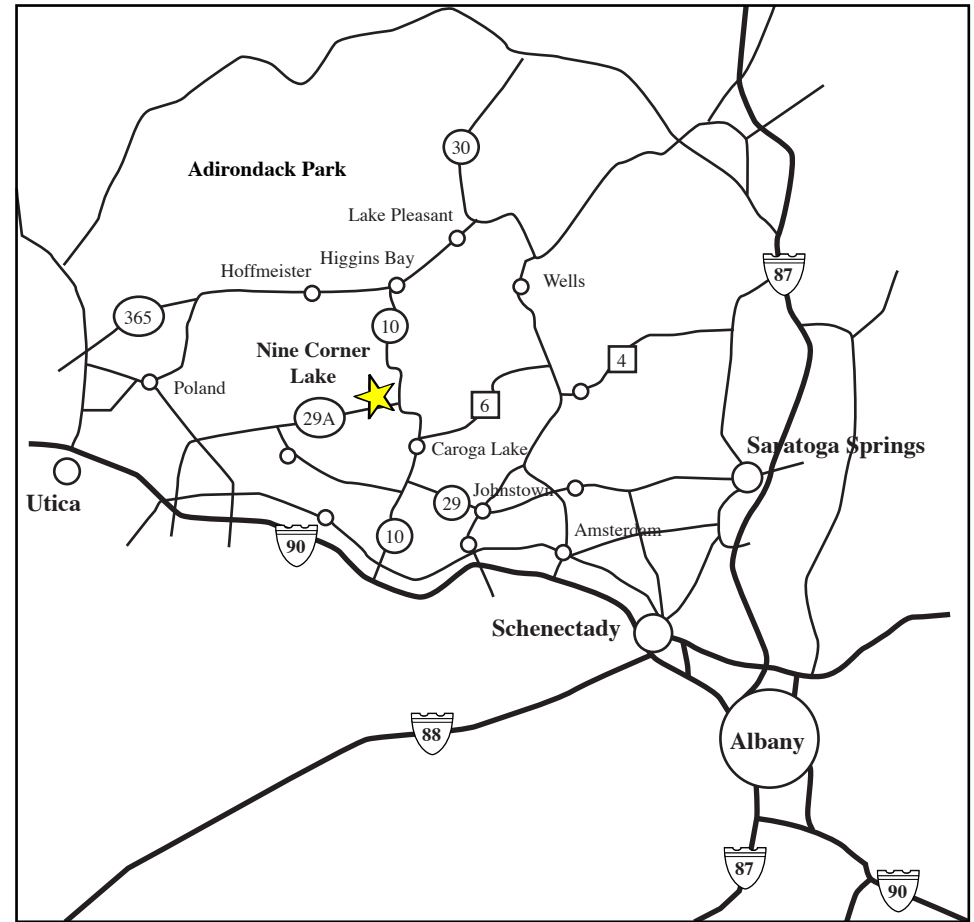 30
Adirondack Park
Lake Pleasant
Higgins Bay
Hoffmeister
87
Wells
365
10
Nine Corner
Lake
4
Poland
6
29A
Caroga Lake
Saratoga Springs
Utica
29
Johnstown
90
10
Amsterdam
Schenectady
88
Albany
87
90